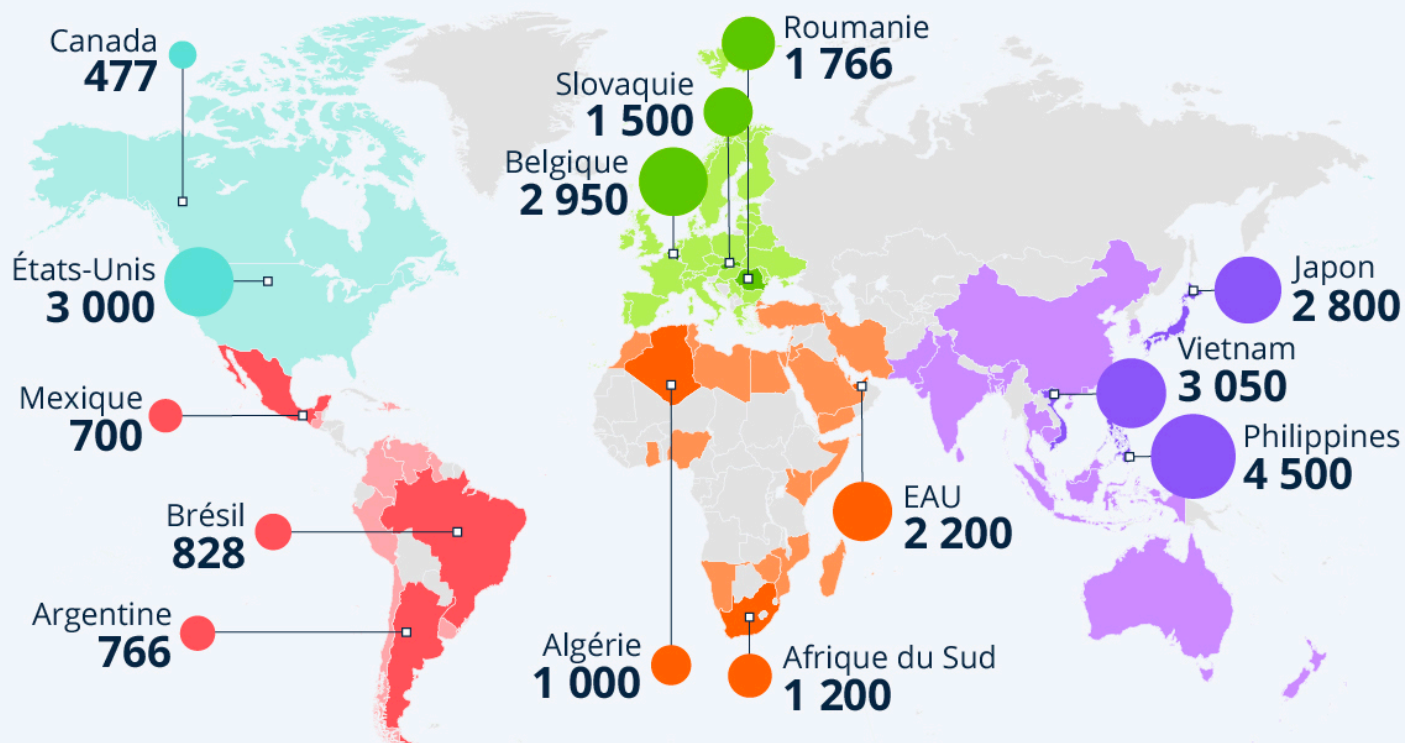 Canada
477
États-Unis
3 000
Mexique
700
Brésil
828
Argentine
766
Roumanie
1 766
Slovaquie
1 500
Belgique
2 950
Algérie
1 000
Afrique du Sud
1 200
EAU
2 200
Japon
2 800
Vietnam
3 050
Philippines
4 500